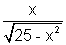 x
√25 - x²